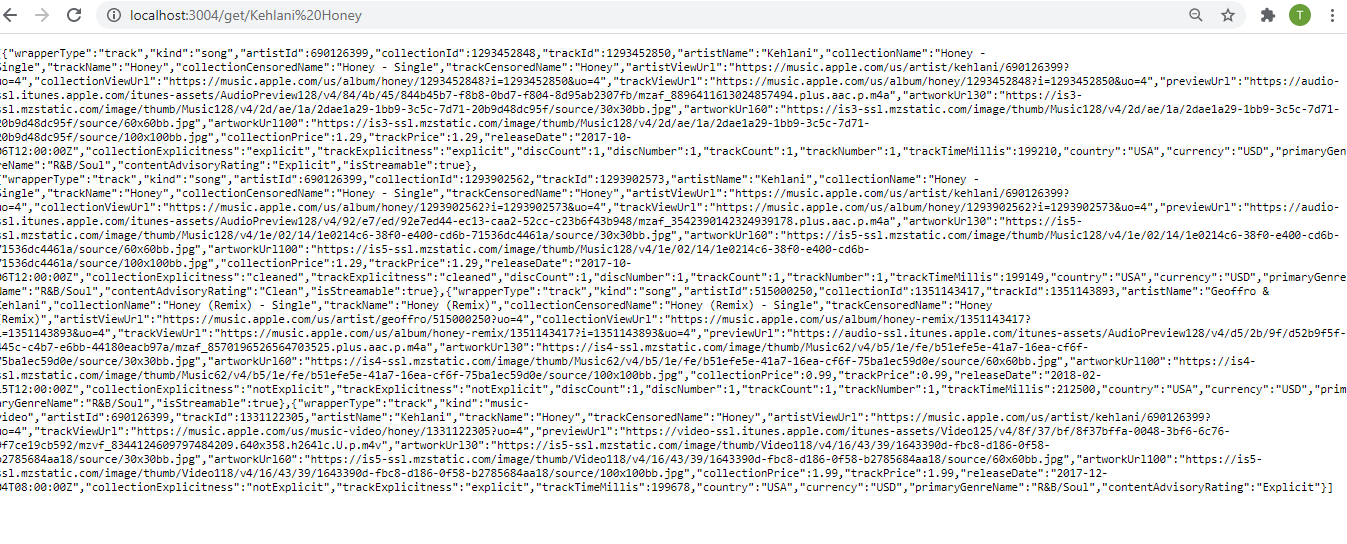 localhost:3004/get/Kehlani%20Honey
T
[{"wrapperType":"track","kind":"song","artistId":690126399,"collectionId":1293452848,"trackId":1293452850,"artistName":"Kehlani","collectionName":"Honey -
Single","trackName":"Honey","collectionCensoredName":"Honey - Single","trackCensoredName":"Honey","artistViewUrl":"https://music.apple.com/us/artist/kehlani/690126399?
uo=4","collectionViewUrl":"https://music.apple.com/us/album/honey/1293452848?i=1293452850&uo=4","trackViewUrl":"https://music.apple.com/us/album/honey/1293452848?i=1293452850&uo=4","previewUrl":"https://audio-
ssl.itunes.apple.com/itunes-assets/AudioPreview128/v4/84/4b/45/844b45b7-f8b8-0bd7-f804-8d95ab2307fb/mzaf_8896411613024857494.plus.aac.p.m4a","artworkUrl30":"https://is3-
ssl.mzstatic.com/image/thumb/Music128/v4/2d/ae/1a/2dae1a29-1bb9-3c5c-7d71-20b9d48dc95f/source/30x30bb.jpg","artworkUrl60":"https://is3-ssl.mzstatic.com/image/thumb/Music128/v4/2d/ae/1a/2dae1a29-1bb9-3c5c-7d71-
20b9d48dc95f/source/60x60bb.jpg","artworkUrl100":"https://is3-ssl.mzstatic.com/image/thumb/Music128/v4/2d/ae/1a/2dae1a29-1bb9-3c5c-7d71-
20b9d48dc95f/source/100x100bb.jpg","collectionPrice":1.29,"trackPrice":1.29,"releaseDate":"2017-10-
06T12:00:00Z","collectionExplicitness":"explicit","trackExplicitness":"explicit","discCount":1,"discNumber":1,"trackCount":1,"trackNumber":1,"trackTimeMillis":199210,"country":"USA","currency":"USD","primaryGen
reName":"R&B/Soul","contentAdvisoryRating":"Explicit","isStreamable":true},
{"wrapperType":"track","kind":"song","artistId":690126399,"collectionId":1293902562,"trackId":1293902573,"artistName":"Kehlani","collectionName":"Honey -
Single","trackName":"Honey","collectionCensoredName":"Honey - Single","trackCensoredName":"Honey","artistViewUrl":"https://music.apple.com/us/artist/kehlani/690126399?
uo=4","collectionViewUrl":"https://music.apple.com/us/album/honey/1293902562?i=1293902573&uo=4","trackViewUrl":"https://music.apple.com/us/album/honey/1293902562?i=1293902573&uo=4","previewUrl":"https://audio-
ssl.itunes.apple.com/itunes-assets/AudioPreview128/v4/92/e7/ed/92e7ed44-ec13-caa2-52cc-c23b6f43b948/mzaf_3542390142324939178.plus.aac.p.m4a","artworkUrl30":"https://is5-
ssl.mzstatic.com/image/thumb/Music128/v4/1e/02/14/1e0214c6-38f0-e400-cd6b-71536dc4461a/source/30x30bb.jpg","artworkUrl60":"https://is5-ssl.mzstatic.com/image/thumb/Music128/v4/1e/02/14/1e0214c6-38f0-e400-cd6b-
71536dc4461a/source/60x60bb.jpg","artworkUrl100":"https://is5-ssl.mzstatic.com/image/thumb/Music128/v4/1e/02/14/1e0214c6-38f0-e400-cd6b-
71536dc4461a/source/100x100bb.jpg","collectionPrice":1.29,"trackPrice":1.29,"releaseDate":"2017-10-
06T12:00:00Z","collectionExplicitness":"cleaned","trackExplicitness":"cleaned","discCount":1,"discNumber":1,"trackCount":1,"trackNumber":1,"trackTimeMillis":199149,"country":"USA","currency":"USD","primaryGenre
Name":"R&B/Soul","contentAdvisoryRating":"Clean","isStreamable":true},{"wrapperType":"track","kind":"song","artistId":515000250,"collectionId":1351143417,"trackId":1351143893,"artistName":"Geoffro &
Kehlani","collectionName":"Honey (Remix) - Single","trackName":"Honey (Remix)","collectionCensoredName":"Honey (Remix) - Single","trackCensoredName":"Honey
(Remix)","artistViewUrl":"https://music.apple.com/us/artist/geoffro/515000250?uo=4","collectionViewUrl":"https://music.apple.com/us/album/honey-remix/1351143417?
i=1351143893&uo=4","trackViewUrl":"https://music.apple.com/us/album/honey-remix/1351143417?i=1351143893&uo=4","previewUrl":"https://audio-ssl.itunes.apple.com/itunes-assets/AudioPreview128/v4/d5/2b/9f/d52b9f5f-
445c-c4b7-e6bb-44180eacb97a/mzaf_8570196526564703525.plus.aac.p.m4a","artworkUrl30":"https://is4-ssl.mzstatic.com/image/thumb/Music62/v4/b5/1e/fe/b51efe5e-41a7-16ea-cf6f-
75ba1ec59d0e/source/30x30bb.jpg","artworkUrl60":"https://is4-ssl.mzstatic.com/image/thumb/Music62/v4/b5/1e/fe/b51efe5e-41a7-16ea-cf6f-75ba1ec59d0e/source/60x60bb.jpg","artworkUrl100":"https://is4-
ssl.mzstatic.com/image/thumb/Music62/v4/b5/1e/fe/b51efe5e-41a7-16ea-cf6f-75ba1ec59d0e/source/100x100bb.jpg","collectionPrice":0.99,"trackPrice":0.99,"releaseDate":"2018-02-
15T12:00:00Z","collectionExplicitness":"notExplicit","trackExplicitness":"notExplicit","discCount":1,"discNumber":1,"trackCount":1,"trackNumber":1,"trackTimeMillis":212500,"country":"USA","currency":"USD","prim
aryGenreName":"R&B/Soul","isStreamable":true},{"wrapperType":"track","kind":"music-
video","artistId":690126399,"trackId":1331122305,"artistName":"Kehlani","trackName":"Honey","trackCensoredName":"Honey","artistViewUrl":"https://music.apple.com/us/artist/kehlani/690126399?
uo=4","trackViewUrl":"https://music.apple.com/us/music-video/honey/1331122305?uo=4","previewUrl":"https://video-ssl.itunes.apple.com/itunes-assets/Video125/v4/8f/37/bf/8f37bffa-0048-3bf6-6c76-
9f7ce19cb592/mzvf_8344124609797484209.640x358.h264lc.U.p.m4v","artworkUrl30":"https://is5-ssl.mzstatic.com/image/thumb/Video118/v4/16/43/39/1643390d-fbc8-d186-0f58-
b2785684aa18/source/30x30bb.jpg","artworkUrl60":"https://is5-ssl.mzstatic.com/image/thumb/Video118/v4/16/43/39/1643390d-fbc8-d186-0f58-b2785684aa18/source/60x60bb.jpg","artworkUrl100":"https://is5-
ssl.mzstatic.com/image/thumb/Video118/v4/16/43/39/1643390d-fbc8-d186-0f58-b2785684aa18/source/100x100bb.jpg","collectionPrice":1.99,"trackPrice":1.99,"releaseDate":"2017-12-
04T08:00:00Z","collectionExplicitness":"notExplicit","trackExplicitness":"explicit","trackTimeMillis":199678,"country":"USA","currency":"USD","primaryGenreName":"R&B/Soul","contentAdvisoryRating":"Explicit"}]